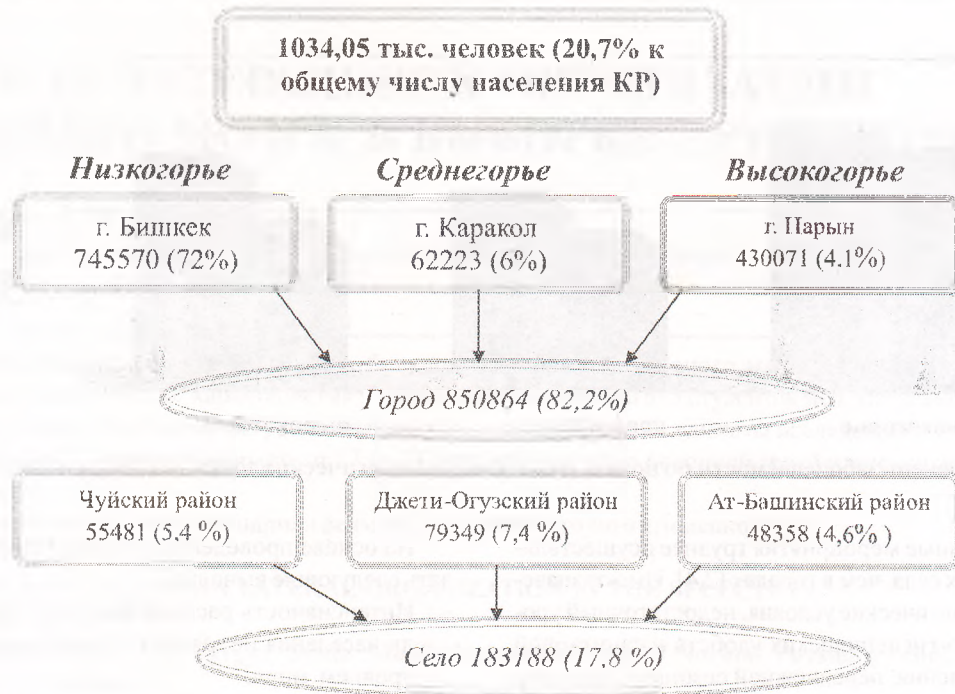 1034,05 тыс. человек (20,7% к
общему числу населения КР)
Низкогорье
Среднегорье
Высокогорье
г. Бишкек
745570 (72%)
г. Каракол
62223 (6%)
г. Нарын
430071 (4.1%)
Город 850864 (82,2%)
Чуйский район
55481 (5.4 %)
Джети-Огузский район
79349 (7,4 %)
Ат-Башинский район
48358 (4,6% )
Село 183188 (17,8 %)